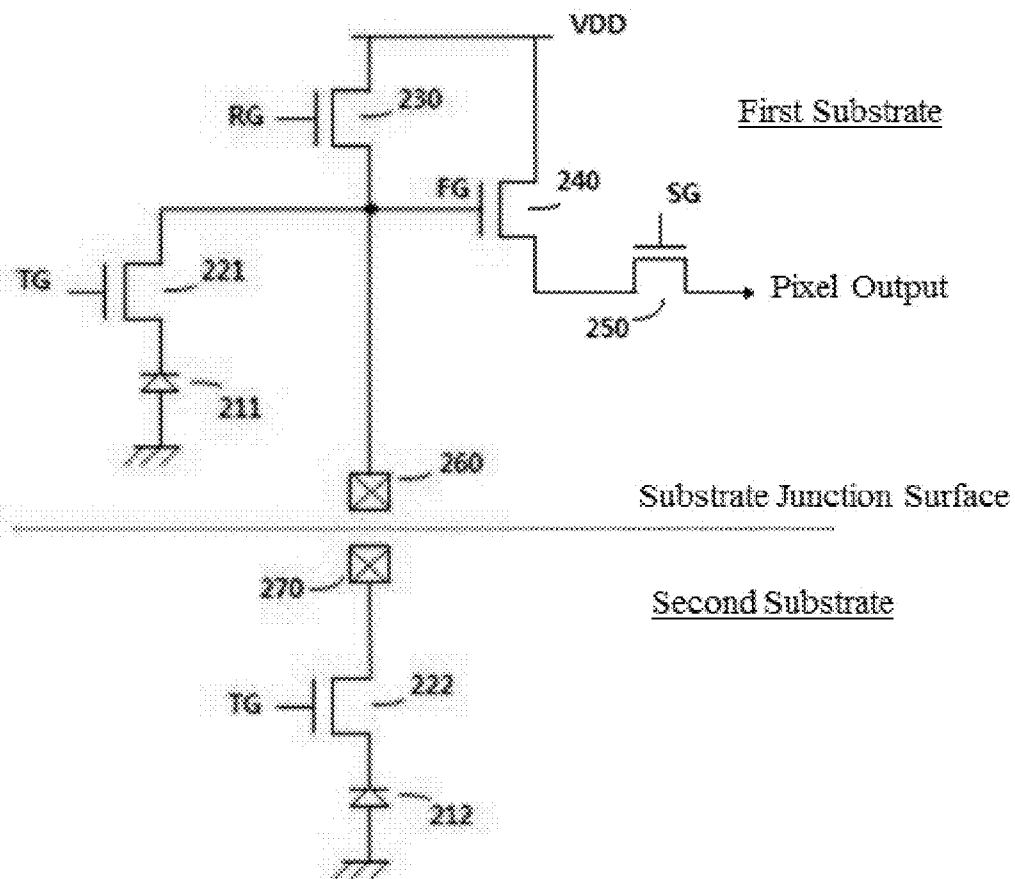 VDD
230
RG
First Substrate
FG
240
SG
TG
221
Pixel Output
250
211
260
Substrate Junction Surface
270
Second Substrate
TG
222
212